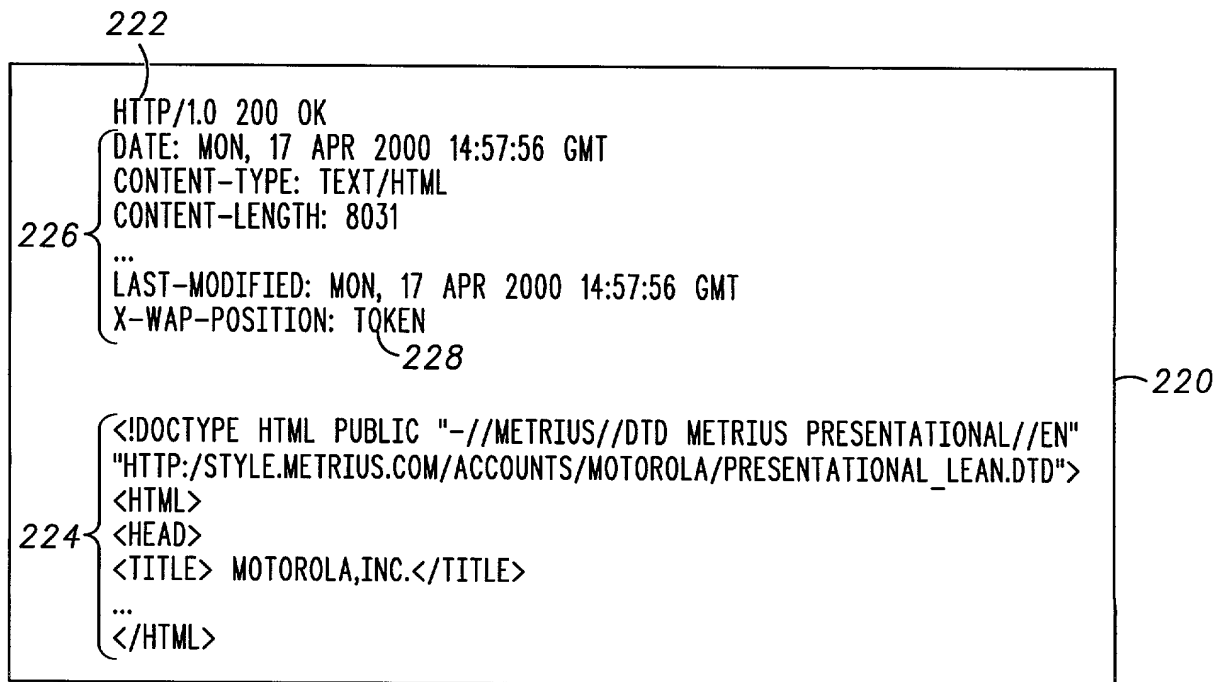 222
HTTP/1.0 200 OK
DATE: MON, 17 APR 2000 14:57:56 GMT
CONTENT-TYPE: TEXT/HTML
CONTENT-LENGTH: 8031
226
...
LAST-MODIFIED: MON, 17 APR 2000 14:57:56 GMT
X-WAP-POSITION: TOKEN
228
220
<!DOCTYPE HTML PUBLIC "-//METRIUS//DTD METRIUS PRESENTATIONAL//EN"
"HTTP:/STYLE.METRIUS.COM/ACCOUNTS/MOTOROLA/PRESENTATIONAL_LEAN.DTD">
<HTML>
224
<HEAD>
<TITLE> MOTOROLA,INC.</TITLE>
...
</HTML>